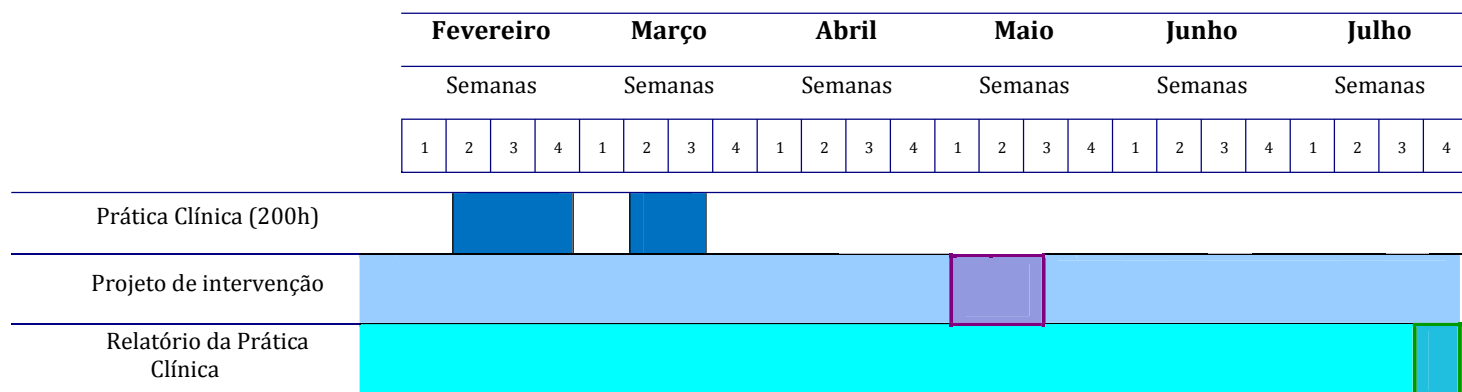 Fevereiro Março Abril Maio Junho Julho
Semanas Semanas Semanas Semanas Semanas Semanas
1 2 3 4 1 2 3 4 1 2 3 4 1 2 3 4 1 2 3 4 1 2 3 4
Prática Clínica (200h)
Projeto de intervenção
Relatório da Prática
Clínica